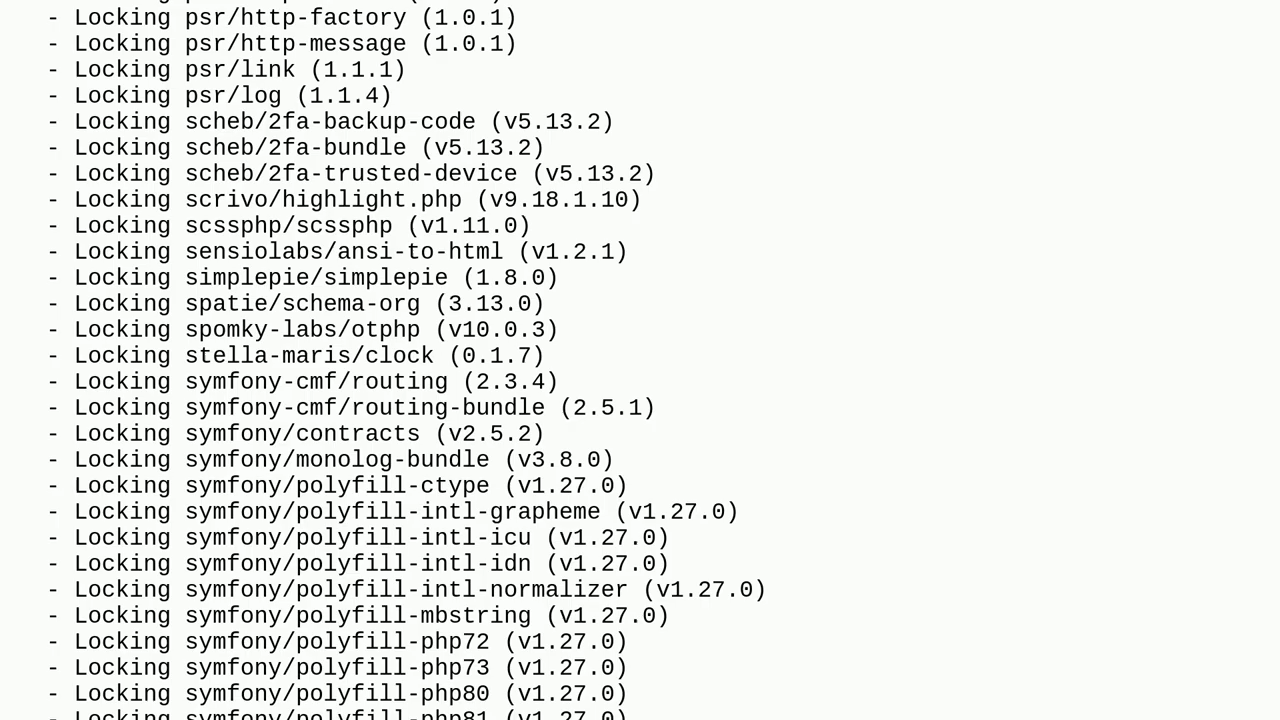 - Locking psr/http-factory (1.0.1)
- Locking psr/http-message (1.0.1)
- Locking psr/link (1.1.1)
- Locking psr/log (1.1.4)
- Locking scheb/2fa-backup-code (v5.13.2)
- Locking scheb/2fa-bundle (v5.13.2)
- Locking scheb/2fa-trusted-device (v5.13.2)
- Locking scrivo/highlight.php (v9.18.1.10)
- Locking scssphp/scssphp (v1.11.0)
- Locking sensiolabs/ansi-to-html (v1.2.1)
- Locking simplepie/simplepie (1.8.0)
- Locking spatie/schema-org (3.13.0)
- Locking spomky-labs/otphp (v10.0.3)
- Locking stella-maris/clock (0.1.7)
- Locking symfony-cmf/routing (2.3.4)
- Locking symfony-cmf/routing-bundle (2.5.1)
- Locking symfony/contracts (v2.5.2)
- Locking symfony/monolog-bundle (v3.8.0)
- Locking symfony/polyfill-ctype (v1.27.0)
- Locking symfony/polyfill-intl-grapheme (v1.27.0)
- Locking symfony/polyfill-intl-icu (v1.27.0)
- Locking symfony/polyfill-intl-idn (v1.27.0)
- Locking symfony/polyfill-intl-normalizer (v1.27.0)
- Locking symfony/polyfill-mbstring (v1.27.0)
- Locking symfony/polyfill-php72 (v1.27.0)
- Locking symfony/polyfill-php73 (v1.27.0)
- Locking symfony/polyfill-php80 (v1.27.0)
- Locking symfony/polyfill-php81 (v1.27.0)